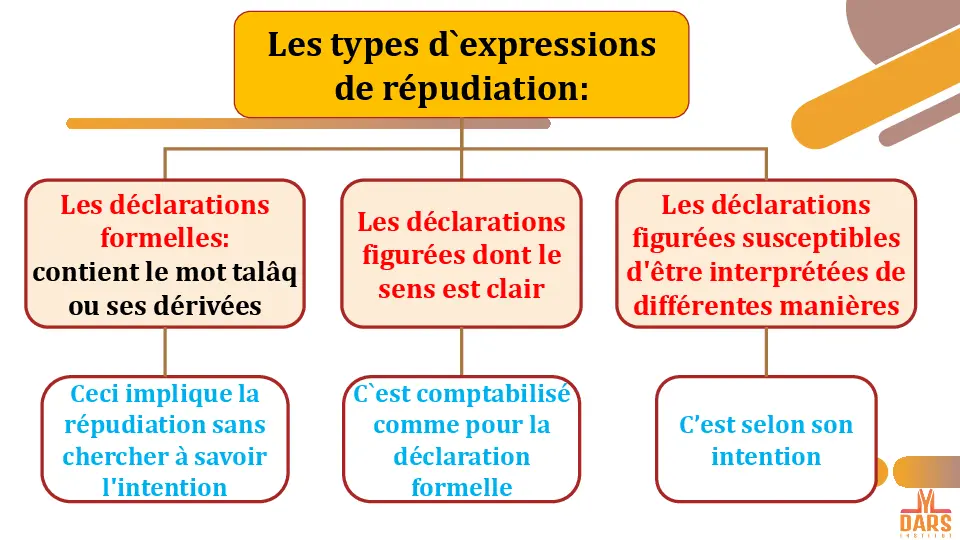 Les types d`expressions
de répudiation:
Les déclarations
formelles:
contient le mot talâq
ou ses dérivées
Les déclarations
figurées dont le
sens est clair
Les déclarations
figurées susceptibles
d'être interprétées de
différentes manières
Ceci implique la
répudiation sans
chercher à savoir
l'intention
C`est comptabilisé
comme pour la
déclaration
formelle
C’est selon son
intention
DARS
INSTITUT